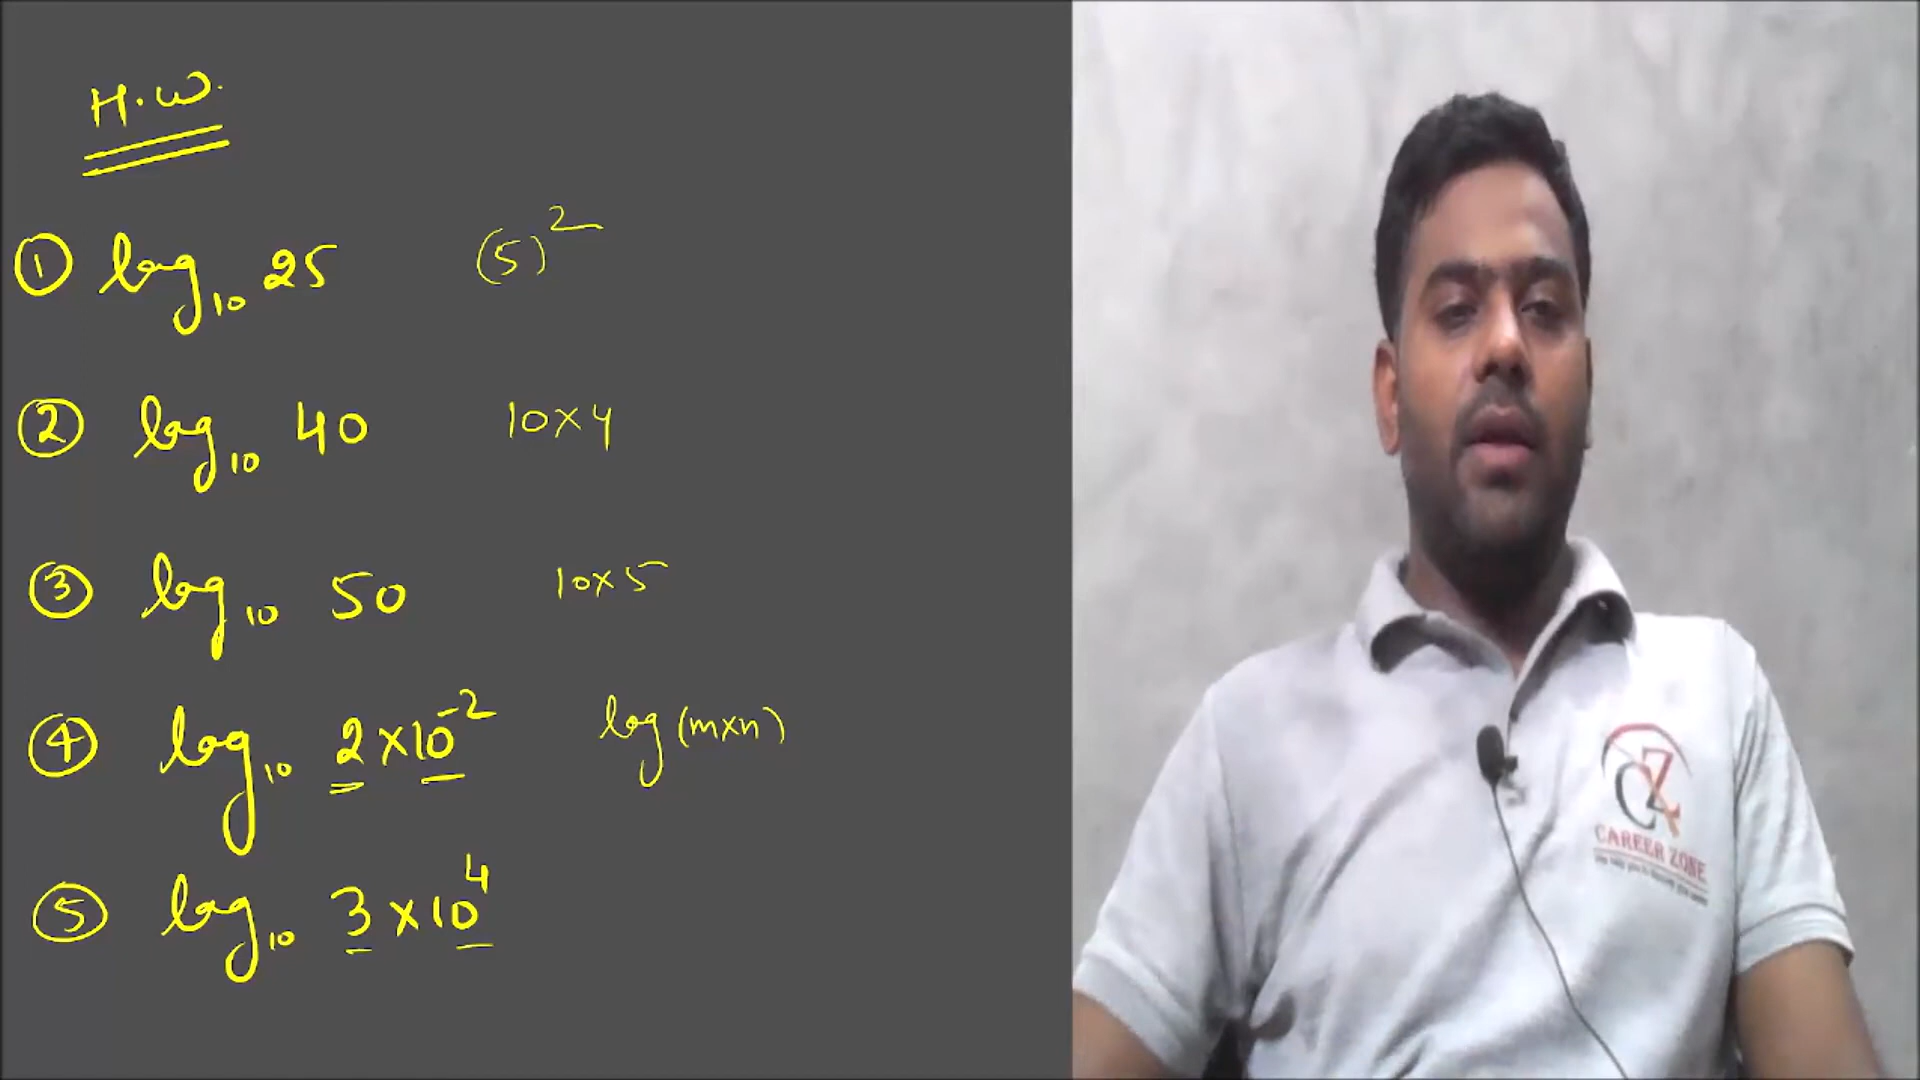 H.W.
① log₁₀ 25 (5)²
② log₁₀ 40 10×4
③ log₁₀ 50 10×5
④ log₁₀ 2×10⁻² log (m×n)
⑤ log₁₀ 3×10⁴
CZ
CAREER ZONE